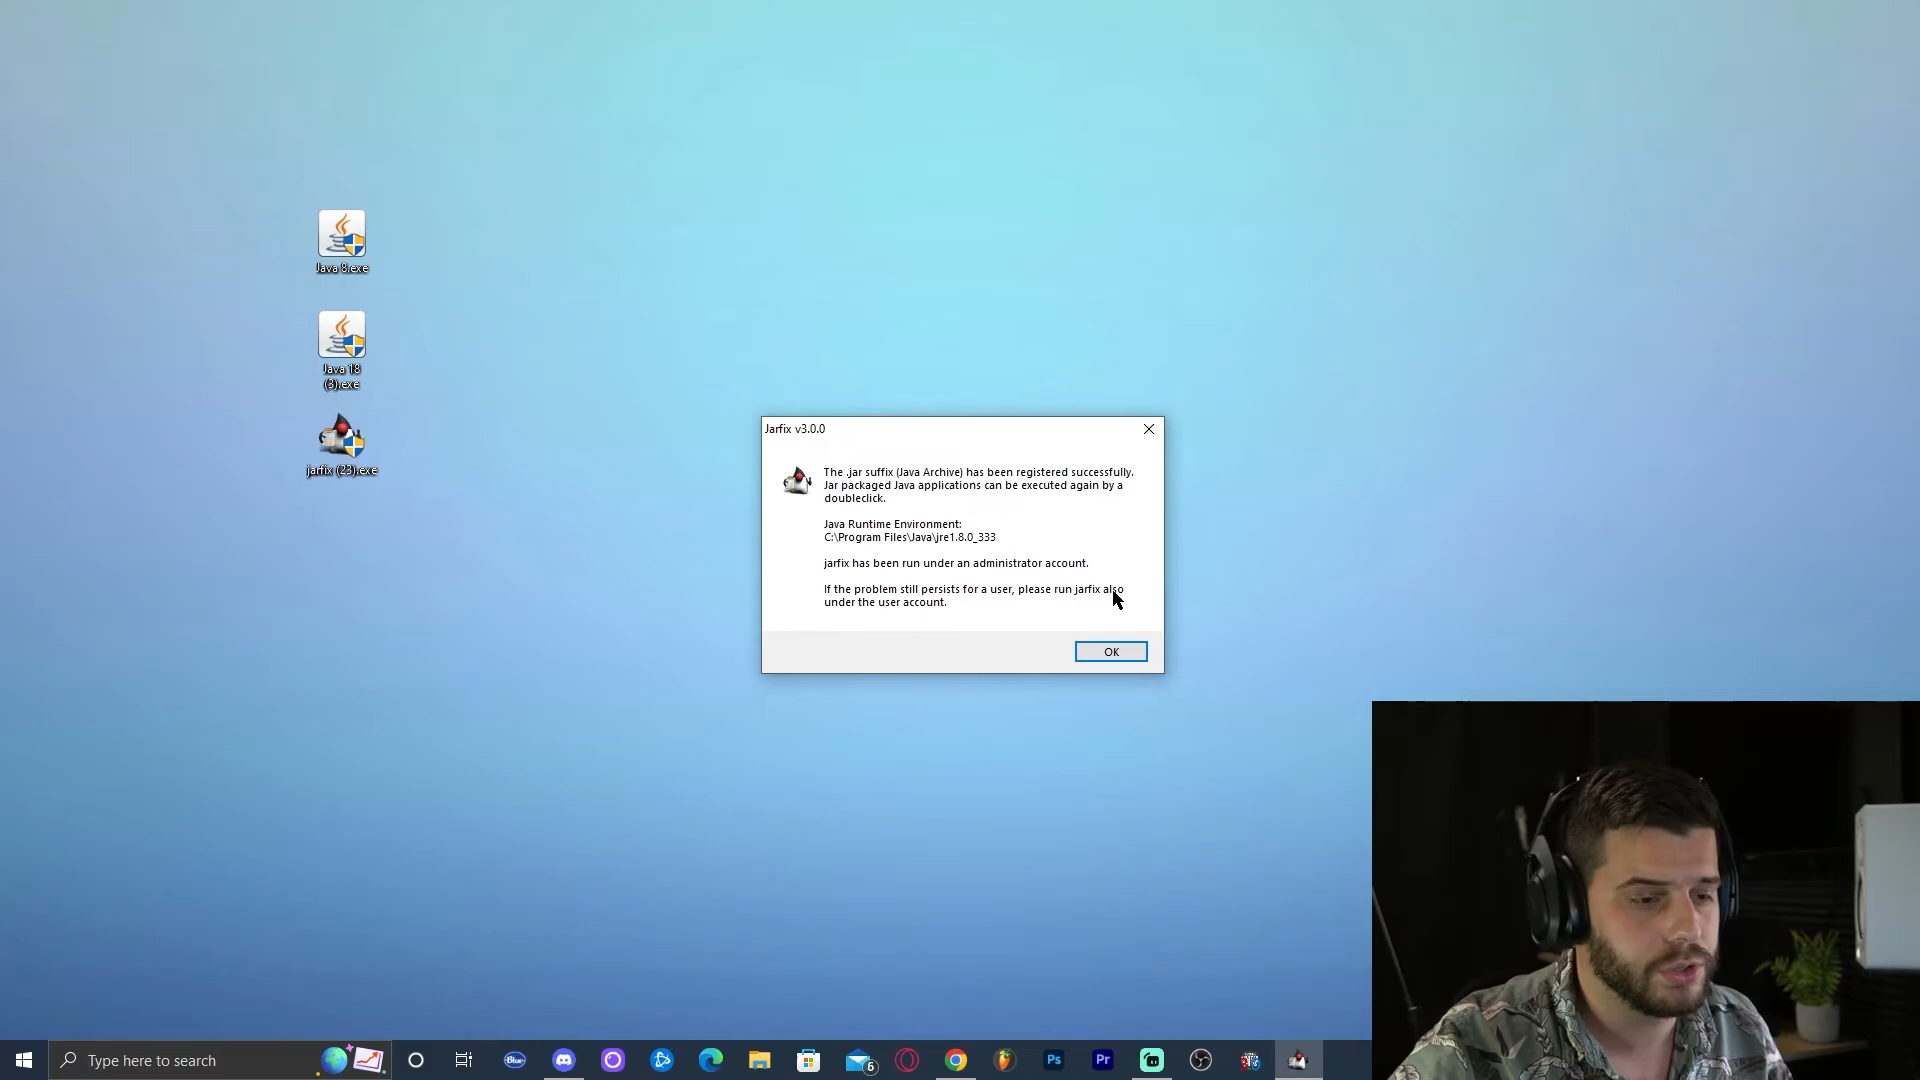 Java 8.exe
Java 18
(3).exe
jarfix (23).exe
Jarfix v3.0.0
The .jar suffix (Java Archive) has been registered successfully.
Jar packaged Java applications can be executed again by a
doubleclick.
Java Runtime Environment:
C:\Program Files\Java\jre1.8.0_333
jarfix has been run under an administrator account.
If the problem still persists for a user, please run jarfix also
under the user account.
OK
Type here to search
Blue
6
Ps
Pr